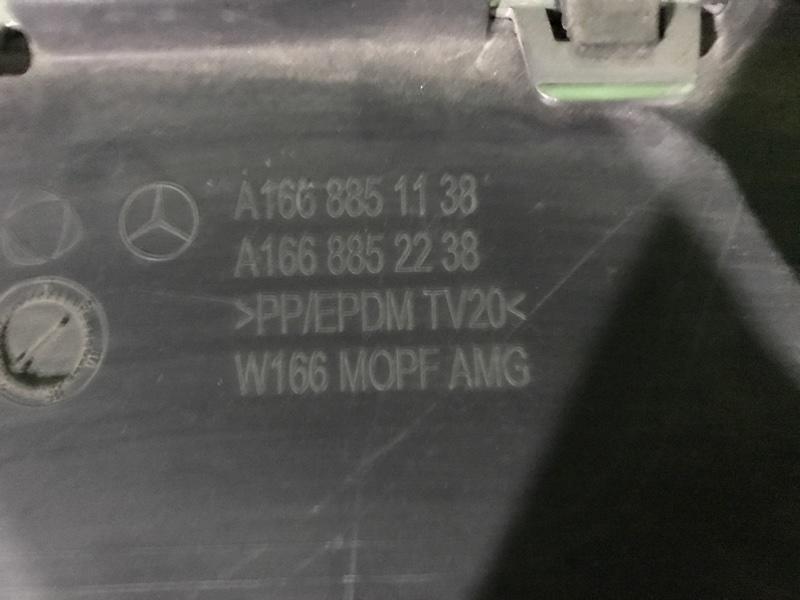 A166 885 11 38
A166 885 22 38
>PP/EPDM TV20<
W166 MOPF AMG